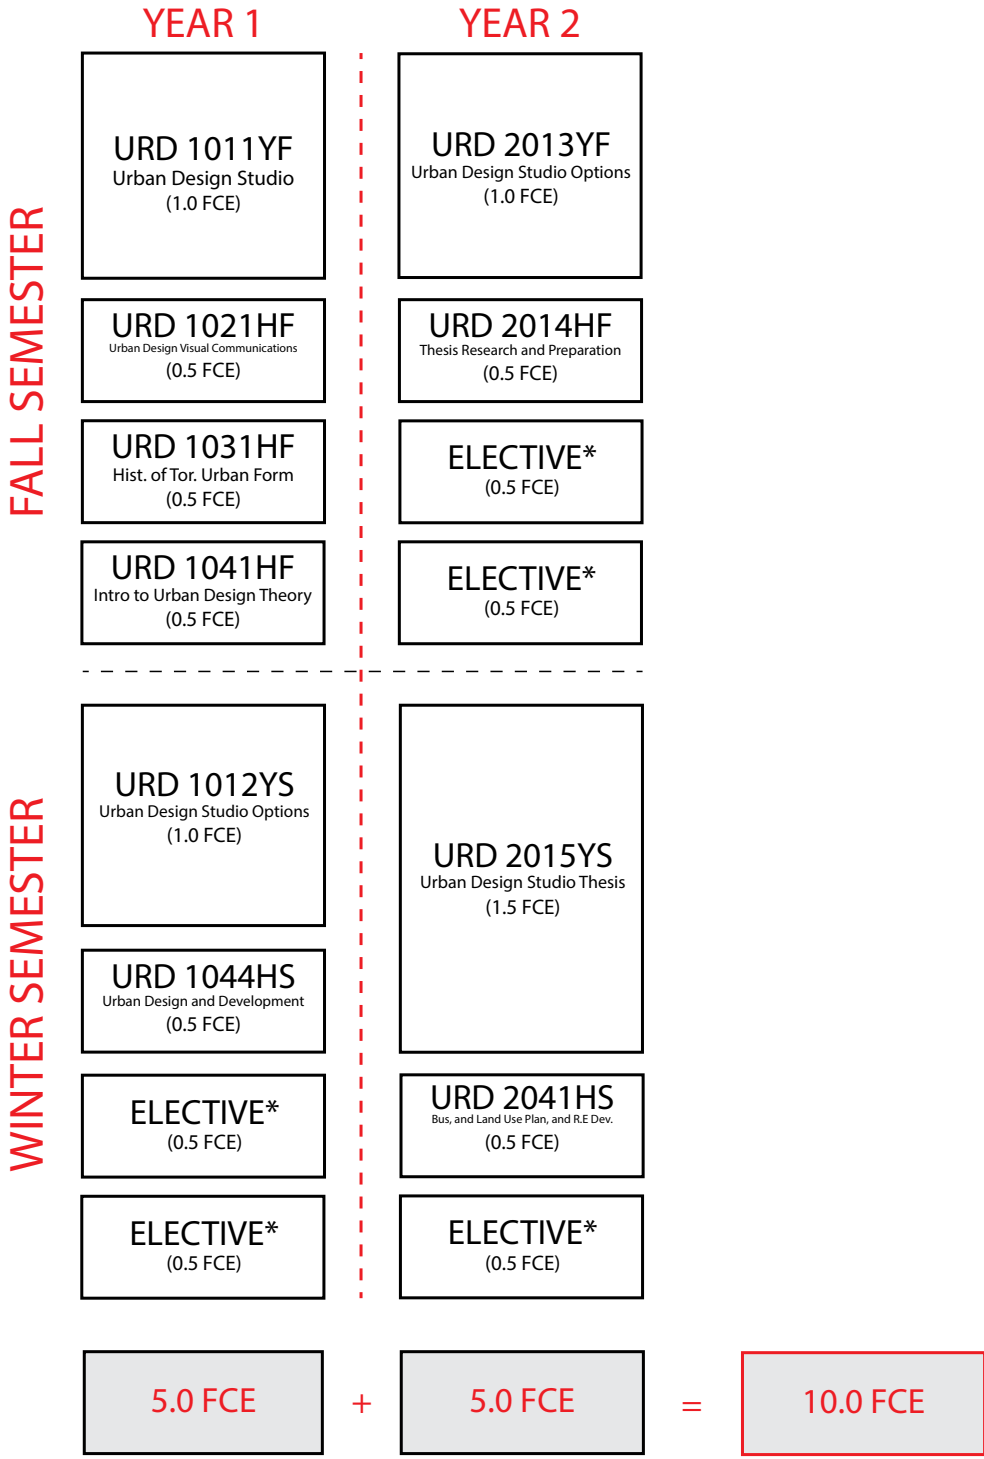 YEAR 1
YEAR 2
FALL SEMESTER
URD 1011YF
Urban Design Studio
(1.0 FCE)
URD 2013YF
Urban Design Studio Options
(1.0 FCE)
URD 1021HF
Urban Design Visual Communications
(0.5 FCE)
URD 2014HF
Thesis Research and Preparation
(0.5 FCE)
URD 1031HF
Hist. of Tor. Urban Form
(0.5 FCE)
ELECTIVE*
(0.5 FCE)
URD 1041HF
Intro to Urban Design Theory
(0.5 FCE)
ELECTIVE*
(0.5 FCE)
WINTER SEMESTER
URD 1012YS
Urban Design Studio Options
(1.0 FCE)
URD 2015YS
Urban Design Studio Thesis
(1.5 FCE)
URD 1044HS
Urban Design and Development
(0.5 FCE)
ELECTIVE*
(0.5 FCE)
URD 2041HS
Bus, and Land Use Plan, and R.E Dev.
(0.5 FCE)
ELECTIVE*
(0.5 FCE)
ELECTIVE*
(0.5 FCE)
5.0 FCE + 5.0 FCE = 10.0 FCE